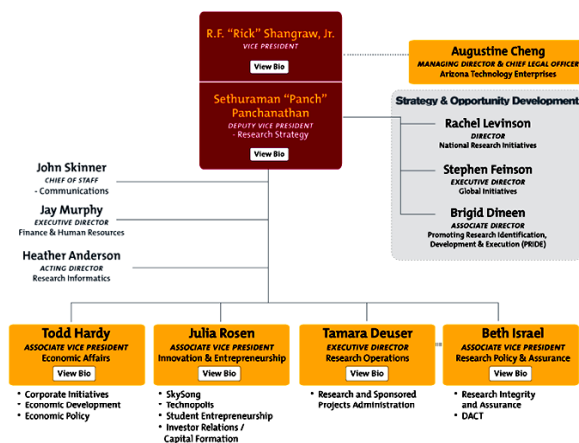 R.F. “Rick” Shangraw, Jr.
VICE PRESIDENT
View Bio
Augustine Cheng
MANAGING DIRECTOR & CHIEF LEGAL OFFICER
Arizona Technology Enterprises
Sethuraman “Panch”
Panchanathan
DEPUTY VICE PRESIDENT
- Research Strategy
View Bio
Strategy & Opportunity Development
Rachel Levinson
DIRECTOR
National Research Initiatives
Stephen Feinson
EXECUTIVE DIRECTOR
Global Initiatives
Brigid Dineen
ASSOCIATE DIRECTOR
Promoting Research Identification,
Development & Execution (PRIDE)
John Skinner
CHIEF OF STAFF
- Communications
Jay Murphy
EXECUTIVE DIRECTOR
Finance & Human Resources
Heather Anderson
ACTING DIRECTOR
Research Informatics
Todd Hardy
ASSOCIATE VICE PRESIDENT
Economic Affairs
View Bio
• Corporate Initiatives
• Economic Development
• Economic Policy
Julia Rosen
ASSOCIATE VICE PRESIDENT
Innovation & Entrepreneurship
View Bio
• SkySong
• Technopolis
• Student Entrepreneurship
• Investor Relations /
Capital Formation
Tamara Deuser
EXECUTIVE DIRECTOR
Research Operations
View Bio
• Research and Sponsored
Projects Administration
Beth Israel
ASSOCIATE VICE PRESIDENT
Research Policy & Assurance
View Bio
• Research Integrity
and Assurance
• DACT